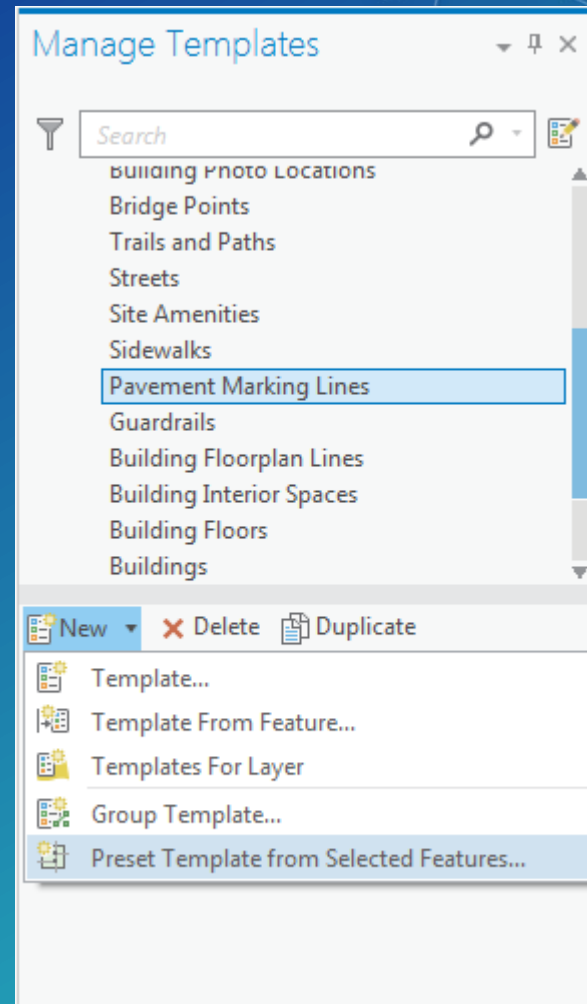 Manage Templates
Search
Building Photo Locations
Bridge Points
Trails and Paths
Streets
Site Amenities
Sidewalks
Pavement Marking Lines
Guardrails
Building Floorplan Lines
Building Interior Spaces
Building Floors
Buildings
New Delete Duplicate
Template...
Template From Feature...
Templates For Layer
Group Template...
Preset Template from Selected Features...